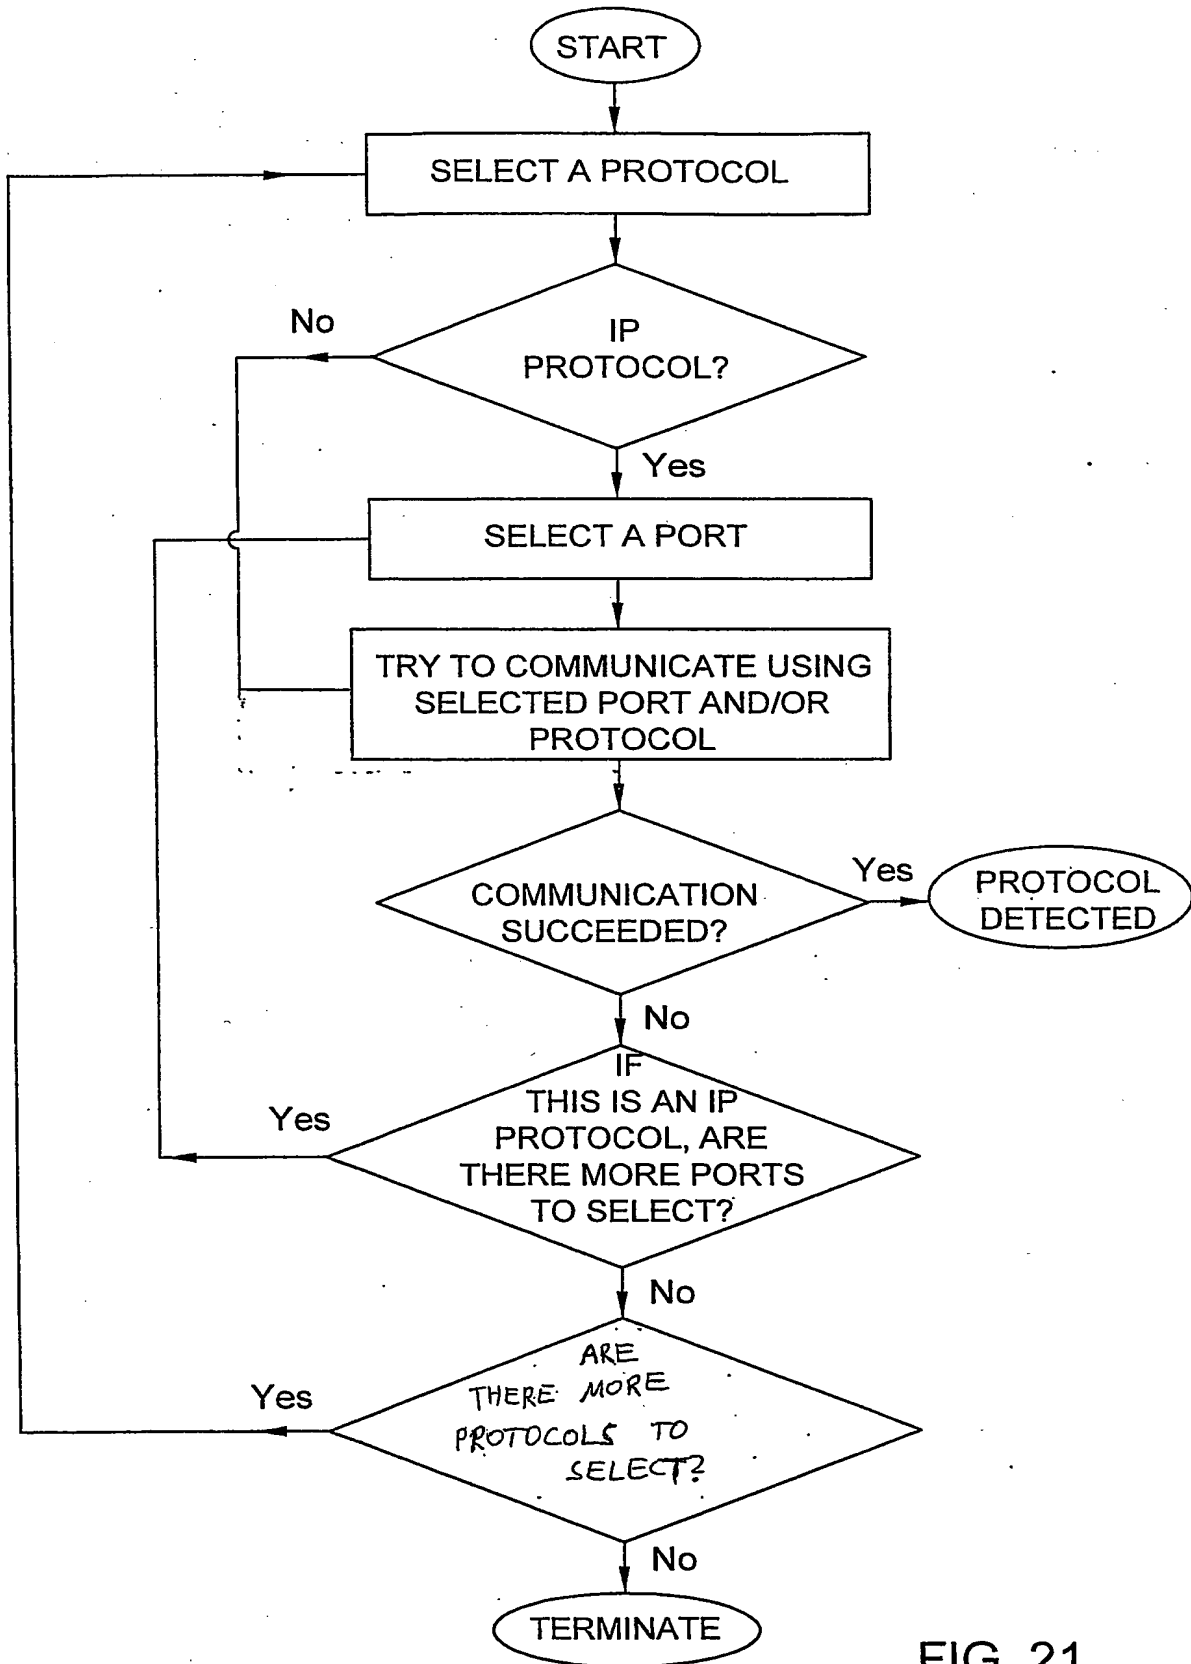 START
SELECT A PROTOCOL
No
IP
PROTOCOL?
Yes
SELECT A PORT
TRY TO COMMUNICATE USING
SELECTED PORT AND/OR
PROTOCOL
COMMUNICATION
SUCCEEDED?
Yes
PROTOCOL
DETECTED
No
IF
THIS IS AN IP
PROTOCOL, ARE
THERE MORE PORTS
TO SELECT?
Yes
No
ARE
THERE MORE
PROTOCOLS TO
SELECT?
Yes
No
TERMINATE
FIG. 21